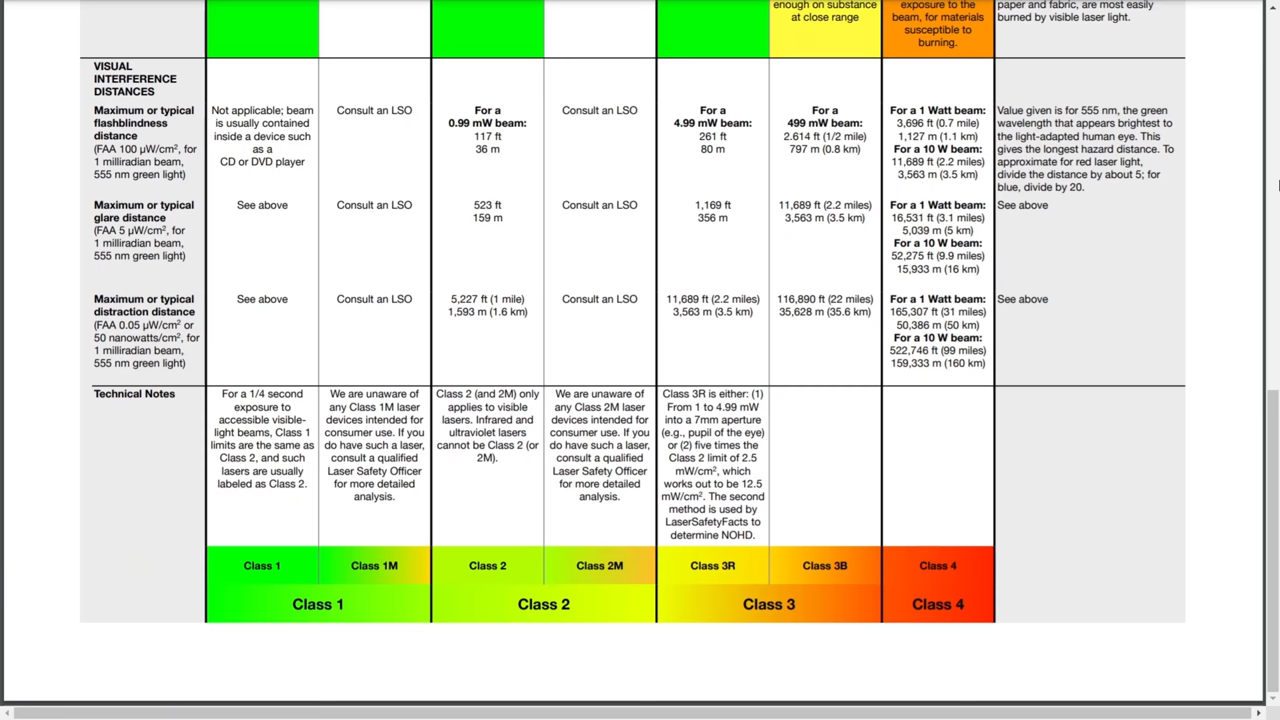 enough on substance
at close range
exposure to the
beam, for materials
susceptible to
burning.
paper and fabric, are most easily
burned by visible laser light.
VISUAL
INTERFERENCE
DISTANCES
Maximum or typical
flashblindness
distance
(FAA 100 µW/cm², for
1 milliradian beam,
555 nm green light)
Not applicable; beam
is usually contained
inside a device such
as a
CD or DVD player
Consult an LSO
For a
0.99 mW beam:
117 ft
36 m
Consult an LSO
For a
4.99 mW beam:
261 ft
80 m
For a
499 mW beam:
2.614 ft (1/2 mile)
797 m (0.8 km)
For a 1 Watt beam:
3,696 ft (0.7 mile)
1,127 m (1.1 km)
For a 10 W beam:
11,689 ft (2.2 miles)
3,563 m (3.5 km)
Value given is for 555 nm, the green
wavelength that appears brightest to
the light-adapted human eye. This
gives the longest hazard distance. To
approximate for red laser light,
divide the distance by about 5; for
blue, divide by 20.
Maximum or typical
glare distance
(FAA 5 µW/cm², for
1 milliradian beam,
555 nm green light)
See above
Consult an LSO
523 ft
159 m
Consult an LSO
1,169 ft
356 m
11,689 ft (2.2 miles)
3,563 m (3.5 km)
For a 1 Watt beam:
16,531 ft (3.1 miles)
5,039 m (5 km)
For a 10 W beam:
52,275 ft (9.9 miles)
15,933 m (16 km)
See above
Maximum or typical
distraction distance
(FAA 0.05 µW/cm² or
50 nanowatts/cm², for
1 milliradian beam,
555 nm green light)
See above
Consult an LSO
5,227 ft (1 mile)
1,593 m (1.6 km)
Consult an LSO
11,689 ft (2.2 miles)
3,563 m (3.5 km)
116,890 ft (22 miles)
35,628 m (35.6 km)
For a 1 Watt beam:
165,307 ft (31 miles)
50,386 m (50 km)
For a 10 W beam:
522,746 ft (99 miles)
159,333 m (160 km)
See above
Technical Notes
For a 1/4 second
exposure to
accessible visible-
light beams, Class 1
limits are the same as
Class 2, and such
lasers are usually
labeled as Class 2.
We are unaware of
any Class 1M laser
devices intended for
consumer use. If you
do have such a laser,
consult a qualified
Laser Safety Officer
for more detailed
analysis.
Class 2 (and 2M) only
applies to visible
lasers. Infrared and
ultraviolet lasers
cannot be Class 2 (or
2M).
We are unaware of
any Class 2M laser
devices intended for
consumer use. If you
do have such a laser,
consult a qualified
Laser Safety Officer
for more detailed
analysis.
Class 3R is either: (1)
From 1 to 4.99 mW
into a 7mm aperture
(e.g., pupil of the eye)
or (2) five times the
Class 2 limit of 2.5
mW/cm², which
works out to be 12.5
mW/cm². The second
method is used by
LaserSafetyFacts to
determine NOHD.
Class 1
Class 1M
Class 2
Class 2M
Class 3R
Class 3B
Class 4
Class 1
Class 2
Class 3
Class 4